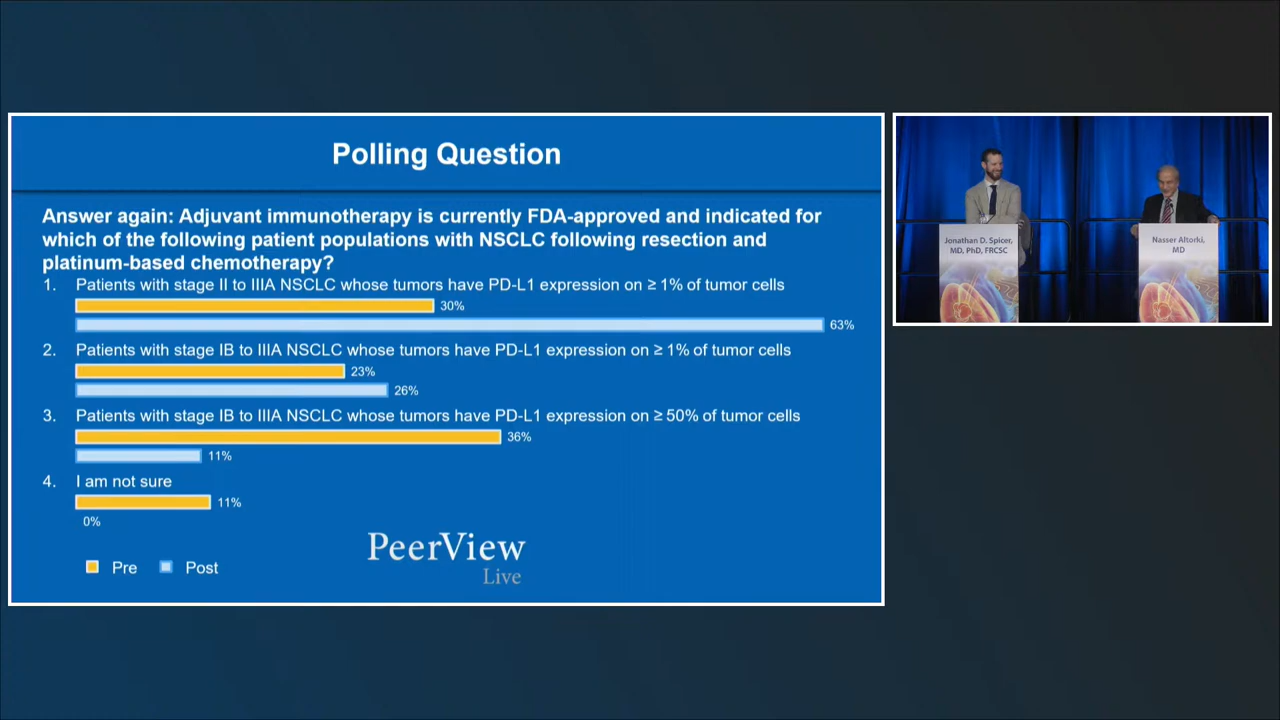 Polling Question
Answer again: Adjuvant immunotherapy is currently FDA-approved and indicated for
which of the following patient populations with NSCLC following resection and
platinum-based chemotherapy?
1. Patients with stage II to IIIA NSCLC whose tumors have PD-L1 expression on ≥ 1% of tumor cells
30%
63%
2. Patients with stage IB to IIIA NSCLC whose tumors have PD-L1 expression on ≥ 1% of tumor cells
23%
26%
3. Patients with stage IB to IIIA NSCLC whose tumors have PD-L1 expression on ≥ 50% of tumor cells
36%
11%
4. I am not sure
11%
0%
Pre Post
PeerView
Live
Jonathan D. Spicer,
MD, PhD, FRCSC
Nasser Altorki,
MD